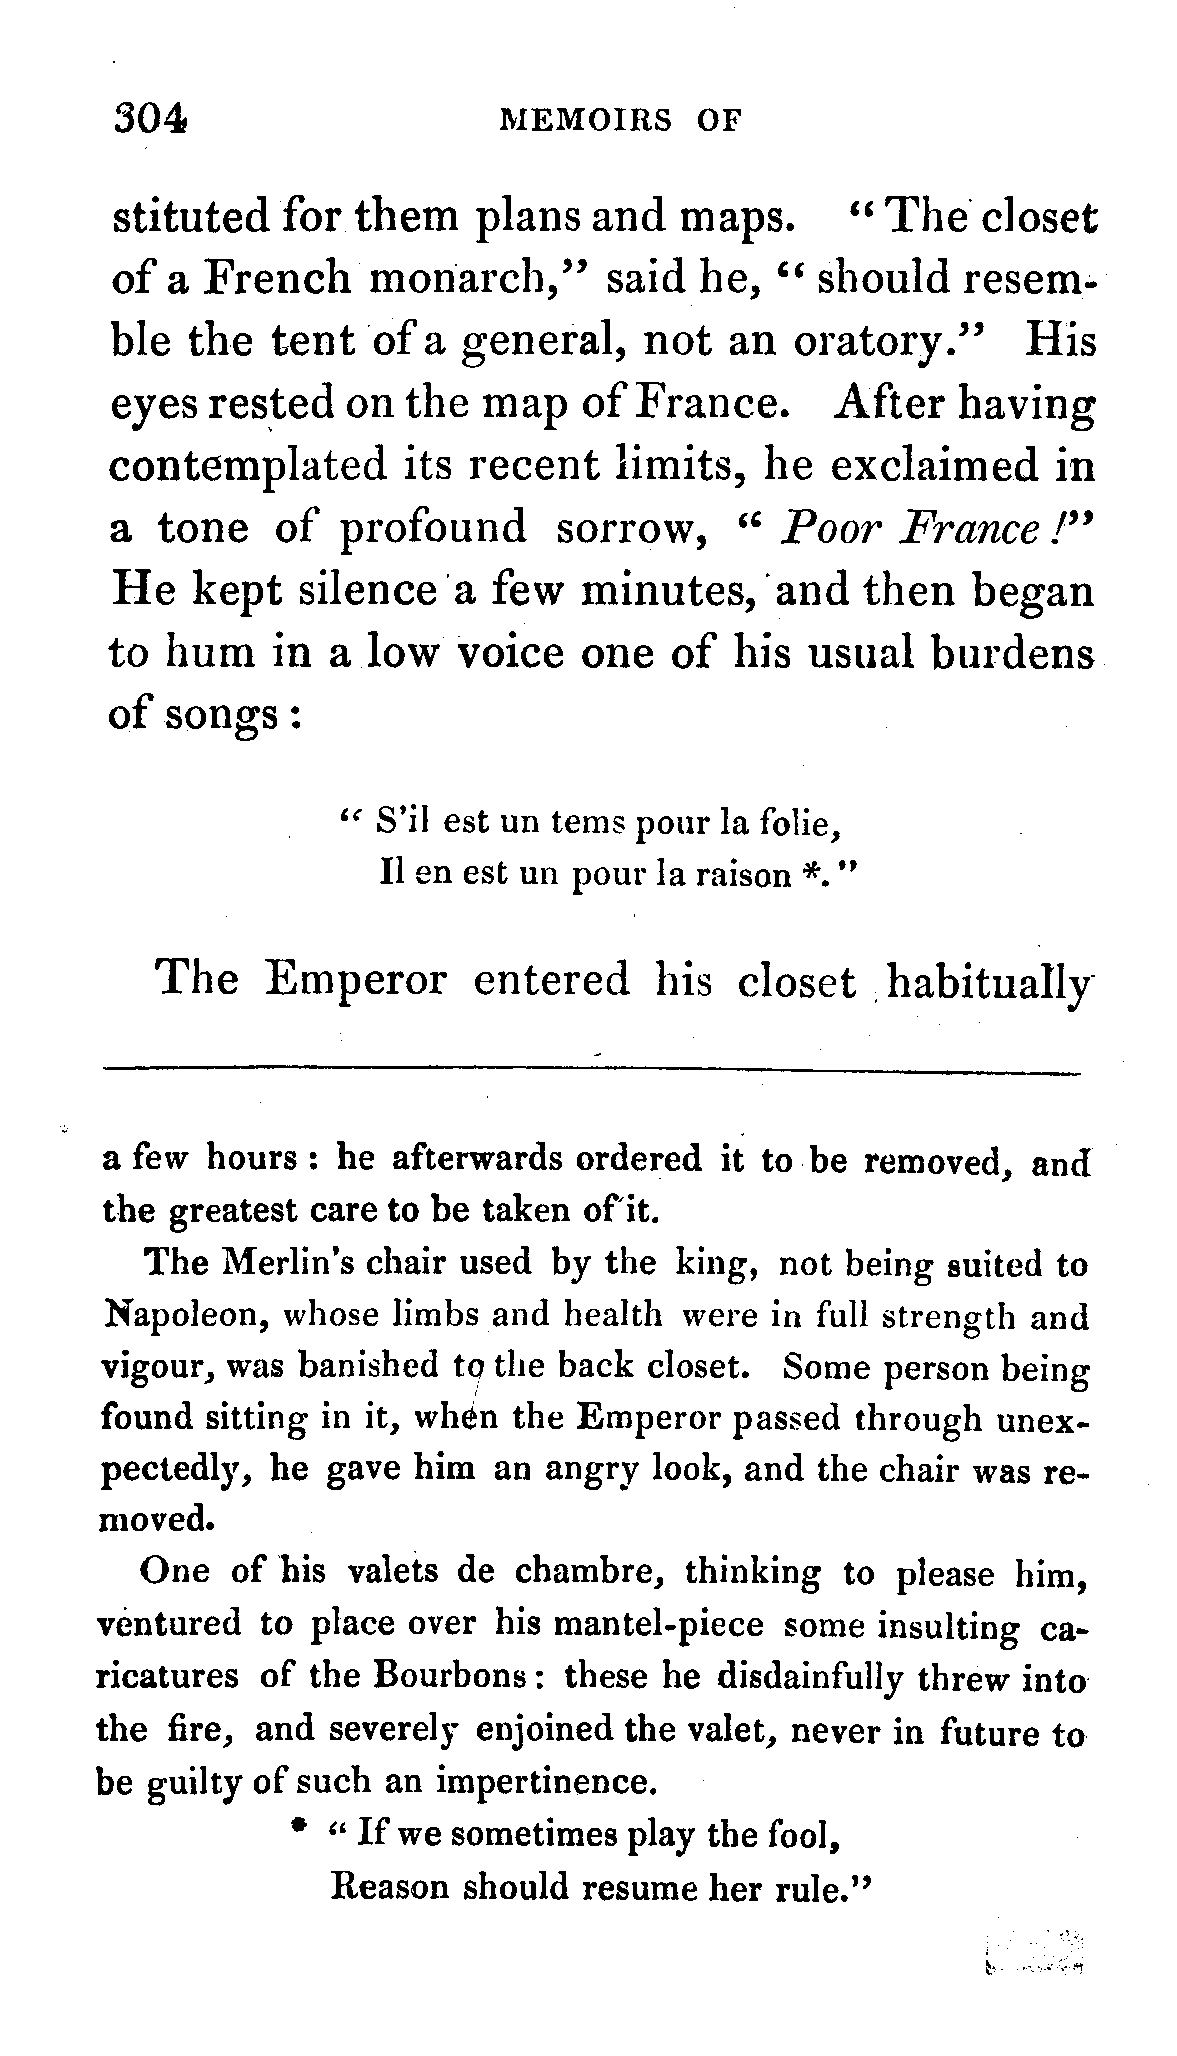 304 MEMOIRS OF
stituted for them plans and maps. “ The closet
of a French monarch,” said he, “ should resem-
ble the tent of a general, not an oratory.” His
eyes rested on the map of France. After having
contemplated its recent limits, he exclaimed in
a tone of profound sorrow, “ Poor France !”
He kept silence a few minutes, and then began
to hum in a low voice one of his usual burdens
of songs :
“ S’il est un tems pour la folie,
Il en est un pour la raison *.”
The Emperor entered his closet habitually
a few hours : he afterwards ordered it to be removed, and
the greatest care to be taken of it.
The Merlin’s chair used by the king, not being suited to
Napoleon, whose limbs and health were in full strength and
vigour, was banished to the back closet. Some person being
found sitting in it, when the Emperor passed through unex-
pectedly, he gave him an angry look, and the chair was re-
moved.
One of his valets de chambre, thinking to please him,
ventured to place over his mantel-piece some insulting ca-
ricatures of the Bourbons : these he disdainfully threw into
the fire, and severely enjoined the valet, never in future to
be guilty of such an impertinence.
* “ If we sometimes play the fool,
Reason should resume her rule.”